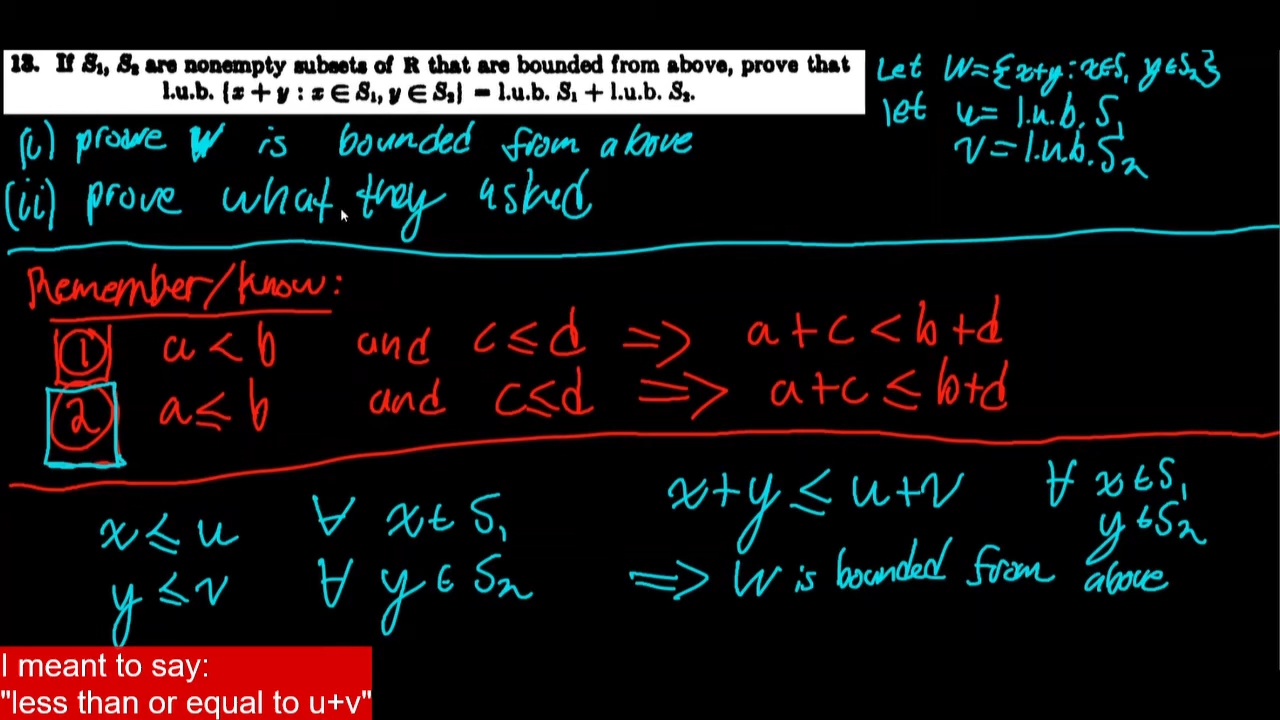 13. If S₁, S₂ are nonempty subsets of R that are bounded from above, prove that
l.u.b. {x + y : x ∈ S₁, y ∈ S₂} = l.u.b. S₁ + l.u.b. S₂.
Let W={x+y: x∈S₁ y∈S₂}
let u= l.u.b. S₁
v = l.u.b. S₂
(i) prove W is bounded from above
(ii) prove what they asked
Remember/know:
① a < b and c ≤ d => a + c < b + d
② a ≤ b and c ≤ d => a + c ≤ b + d
x ≤ u ∀ x ∈ S₁
y ≤ v ∀ y ∈ S₂
x + y ≤ u + v ∀ x ∈ S₁
y ∈ S₂
=> W is bounded from above
I meant to say:
"less than or equal to u+v"